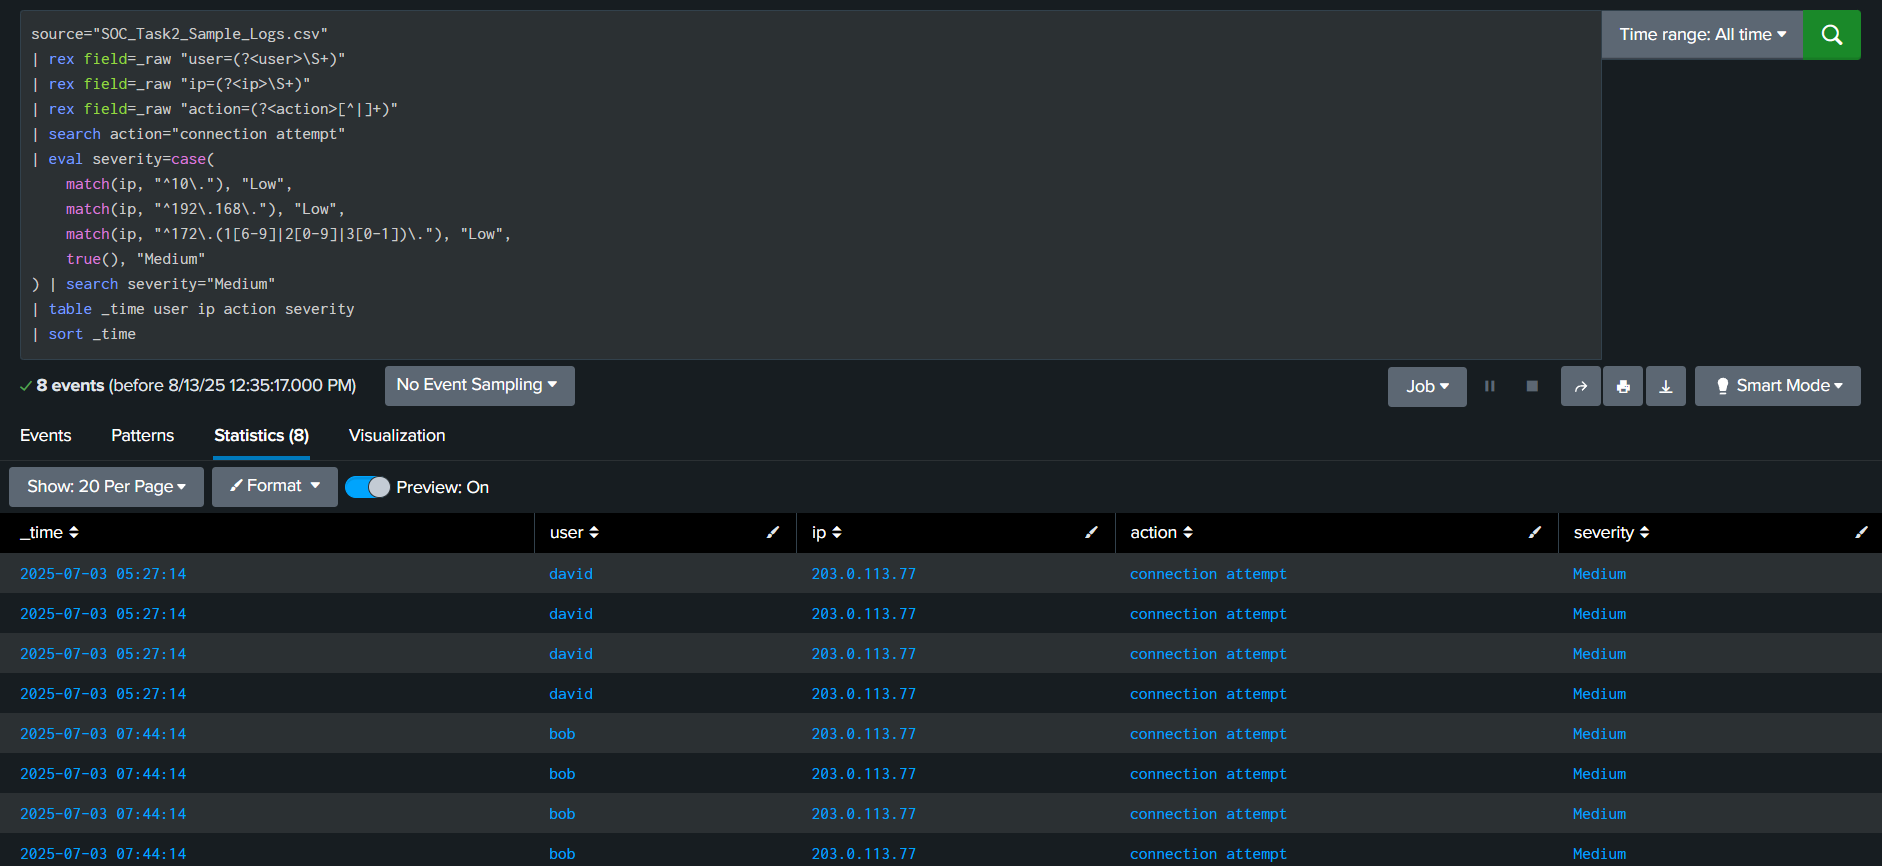 source="SOC_Task2_Sample_Logs.csv"
| rex field=_raw "user=(?<user>\S+)"
| rex field=_raw "ip=(?<ip>\S+)"
| rex field=_raw "action=(?<action>[^|]+)"
| search action="connection attempt"
| eval severity=case(
    match(ip, "^10\."), "Low",
    match(ip, "^192\.168\."), "Low",
    match(ip, "^172\.(1[6-9]|2[0-9]|3[0-1])\."), "Low",
    true(), "Medium"
) | search severity="Medium"
| table _time user ip action severity
| sort _time
Time range: All time
8 events (before 8/13/25 12:35:17.000 PM) No Event Sampling Job Smart Mode
Events Patterns Statistics (8) Visualization
Show: 20 Per Page Format Preview: On
_time user ip action severity
2025-07-03 05:27:14 david 203.0.113.77 connection attempt Medium
2025-07-03 05:27:14 david 203.0.113.77 connection attempt Medium
2025-07-03 05:27:14 david 203.0.113.77 connection attempt Medium
2025-07-03 05:27:14 david 203.0.113.77 connection attempt Medium
2025-07-03 07:44:14 bob 203.0.113.77 connection attempt Medium
2025-07-03 07:44:14 bob 203.0.113.77 connection attempt Medium
2025-07-03 07:44:14 bob 203.0.113.77 connection attempt Medium
2025-07-03 07:44:14 bob 203.0.113.77 connection attempt Medium